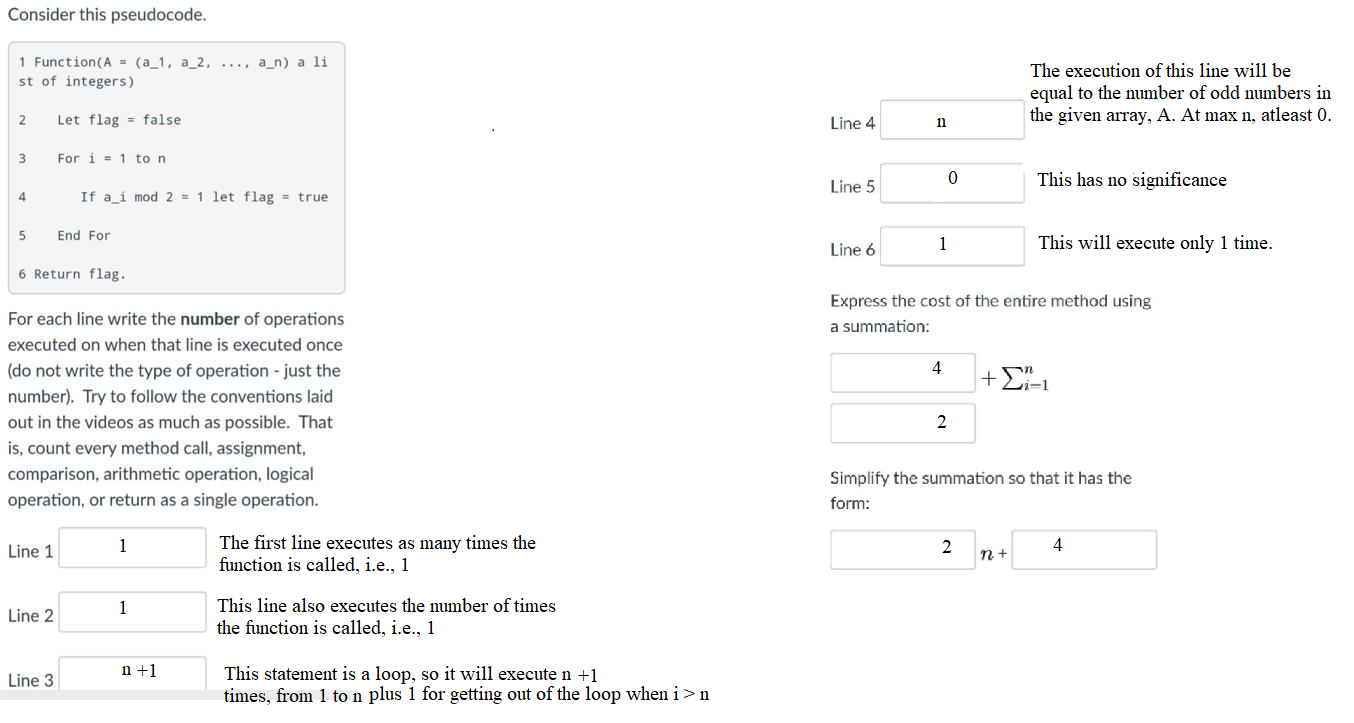 Consider this pseudocode.
1 Function(A = (a_1, a_2, ..., a_n) a li
st of integers)
2 Let flag = false
3 For i = 1 to n
4 If a_i mod 2 = 1 let flag = true
5 End For
6 Return flag.
For each line write the number of operations
executed on when that line is executed once
(do not write the type of operation - just the
number). Try to follow the conventions laid
out in the videos as much as possible. That
is, count every method call, assignment,
comparison, arithmetic operation, logical
operation, or return as a single operation.
Line 1 1 The first line executes as many times the
function is called, i.e., 1
Line 2 1 This line also executes the number of times
the function is called, i.e., 1
Line 3 n +1 This statement is a loop, so it will execute n +1
times, from 1 to n plus 1 for getting out of the loop when i > n
The execution of this line will be
equal to the number of odd numbers in
Line 4 n the given array, A. At max n, atleast 0.
Line 5 0 This has no significance
Line 6 1 This will execute only 1 time.
Express the cost of the entire method using
a summation:
4 + ∑ⁿᵢ₌₁
2
Simplify the summation so that it has the
form:
2 n + 4